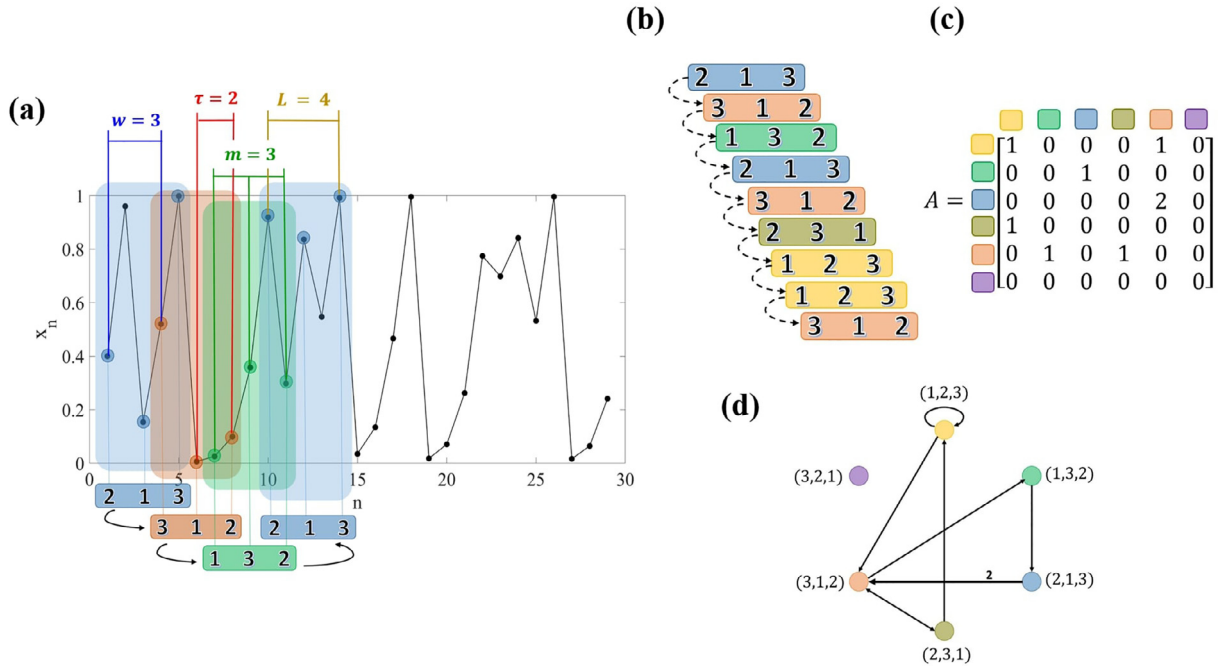 (a)
w = 3
τ = 2
L = 4
m = 3
1
0.8
0.6
0.4
0.2
0
x_n
0 5 10 15 20 25 30
n
2 1 3
3 1 2
2 1 3
1 3 2
(b)
2 1 3
3 1 2
1 3 2
2 1 3
3 1 2
2 3 1
1 2 3
1 2 3
3 1 2
(c)
A =
1 0 0 0 1 0
0 0 1 0 0 0
0 0 0 0 2 0
1 0 0 0 0 0
0 1 0 1 0 0
0 0 0 0 0 0
(d)
(1,2,3)
(3,2,1)
(1,3,2)
(3,1,2)
2
(2,1,3)
(2,3,1)